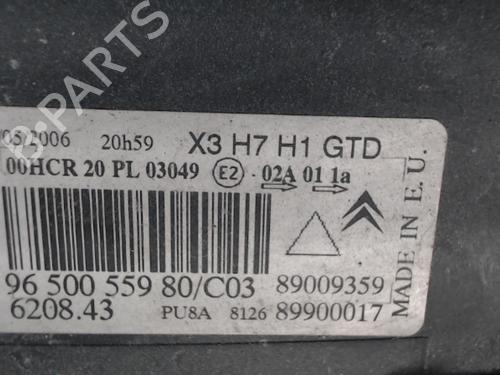 05/2006 20h59 X3 H7 H1 GTD
00HCR 20 PL 03049 E2 02A 01 1a
96 500 559 80/C03 89009359
6208.43 PU8A 8126 89900017
MADE IN E.U.
B-PARTS